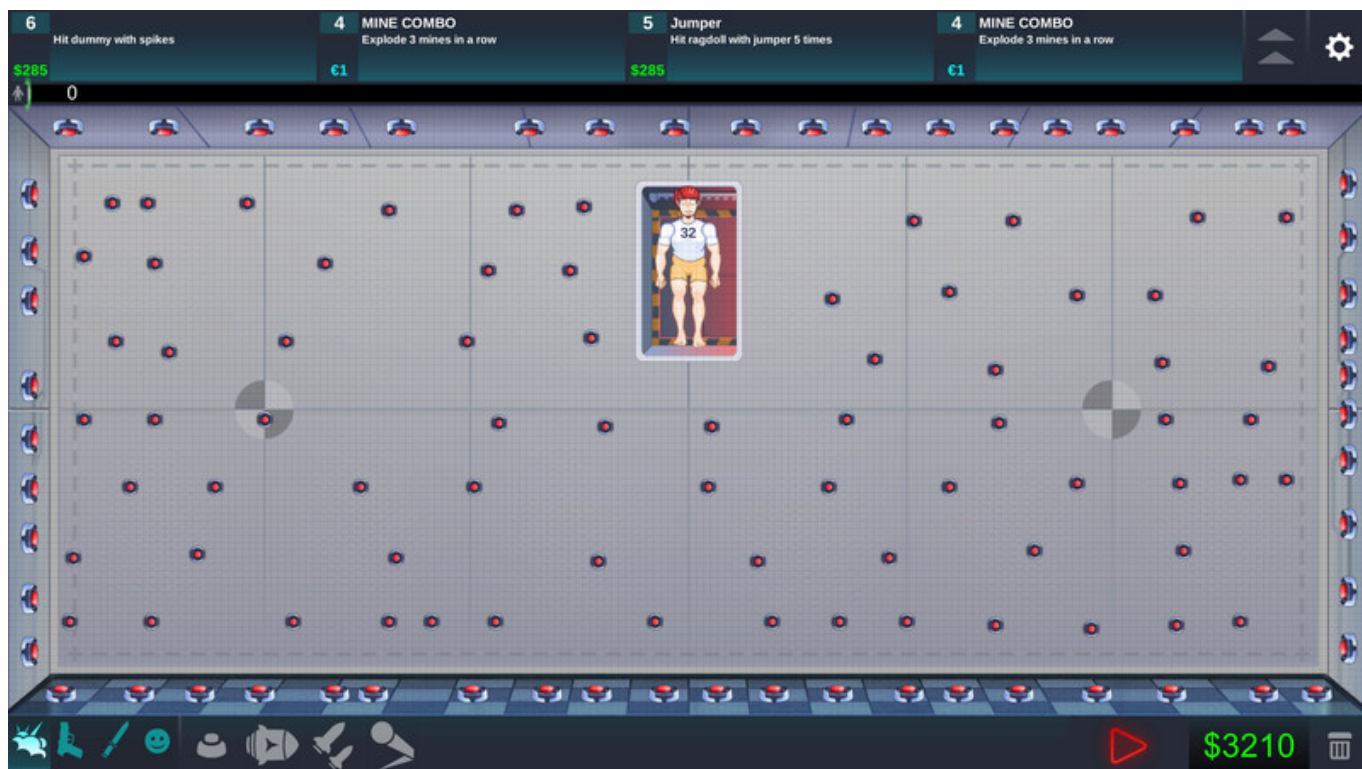 6
Hit dummy with spikes
$285
4 MINE COMBO
Explode 3 mines in a row
€1
5 Jumper
Hit ragdoll with jumper 5 times
$285
4 MINE COMBO
Explode 3 mines in a row
€1
0
32
$3210